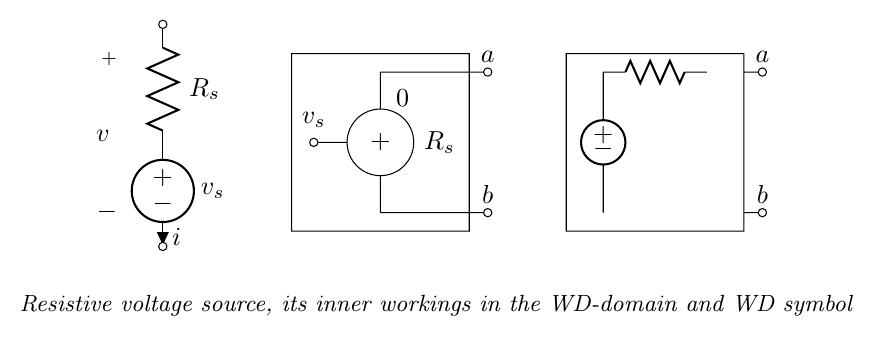 +
v
−
R_s
+
−
v_s
i
a
0
v_s
+
R_s
b
a
+
−
b
Resistive voltage source, its inner workings in the WD-domain and WD symbol